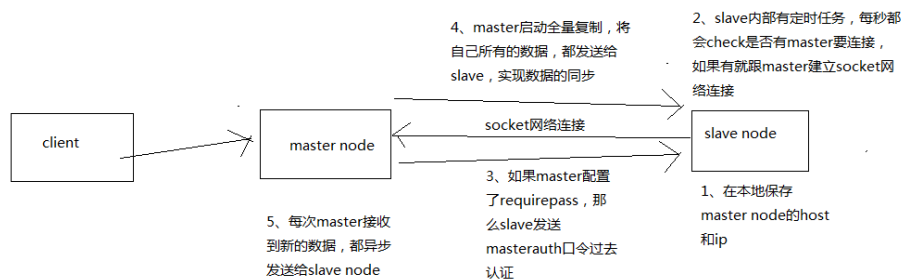 4、master启动全量复制，将
自己所有的数据，都发送给
slave，实现数据的同步
2、slave内部有定时任务，每秒都
会check是否有master要连接，
如果有就跟master建立socket网
络连接
client
master node
socket网络连接
slave node
3、如果master配置
了requirepass，那
么slave发送
masterauth口令过去
认证
1、在本地保存
master node的host
和ip
5、每次master接收
到新的数据，都异步
发送给slave node